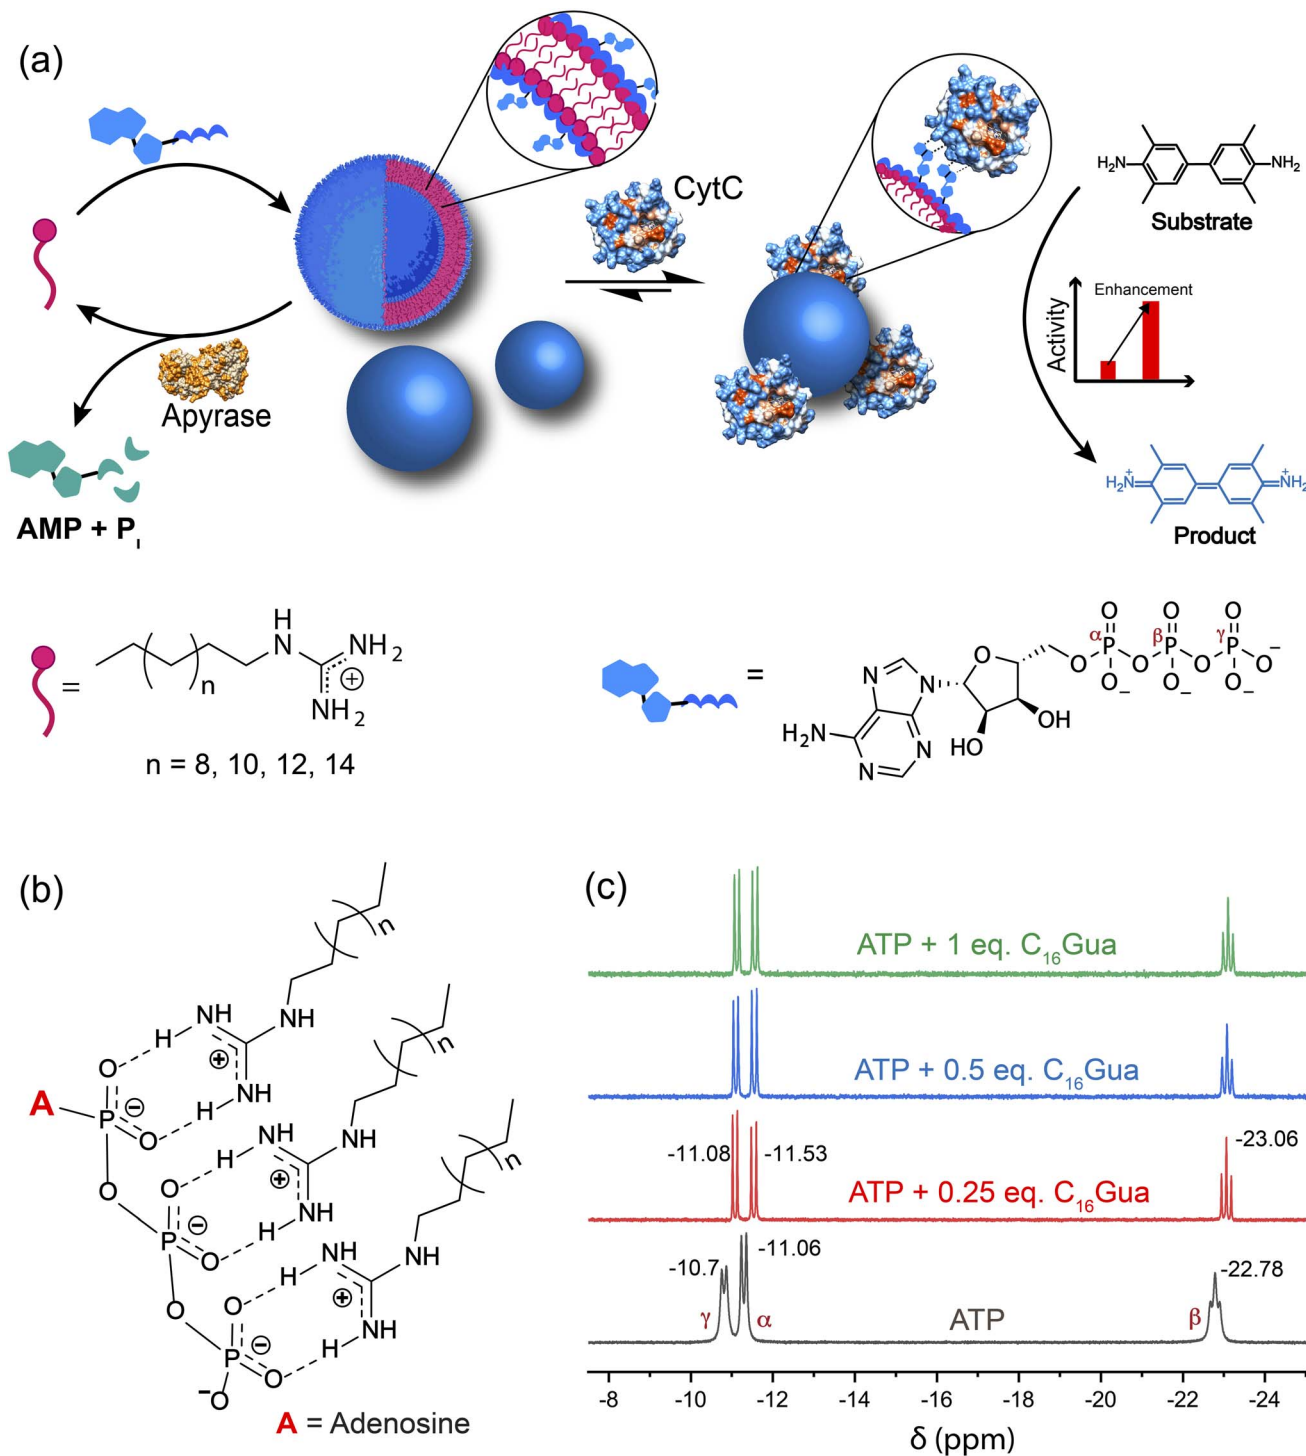 (a)
CytC
H₂N
NH₂
Substrate
Enhancement
Activity
Apyrase
AMP + Pᵢ
H₂N⁺
NH₂⁺
Product
H
N
NH₂
⊕
NH₂
n
=
n = 8, 10, 12, 14
=
O O O
α β γ
O P O P O P O⁻
O⁻ O⁻ O⁻
O
N N
N
N
N
H₂N
HO
OH
(b)
n
NH
H
NH
⊕
O
NH
H
n
A
P ⊖
O
NH
H
NH
O
⊕
O
NH
H
n
P ⊖
O
NH
H
NH
O
⊕
O
NH
H
P ⊖
O
⁻O
A = Adenosine
(c)
ATP + 1 eq. C₁₆Gua
ATP + 0.5 eq. C₁₆Gua
-11.08
-11.53
-23.06
ATP + 0.25 eq. C₁₆Gua
-10.7
-11.06
-22.78
γ
α
ATP
β
-8 -10 -12 -14 -16 -18 -20 -22 -24
δ (ppm)